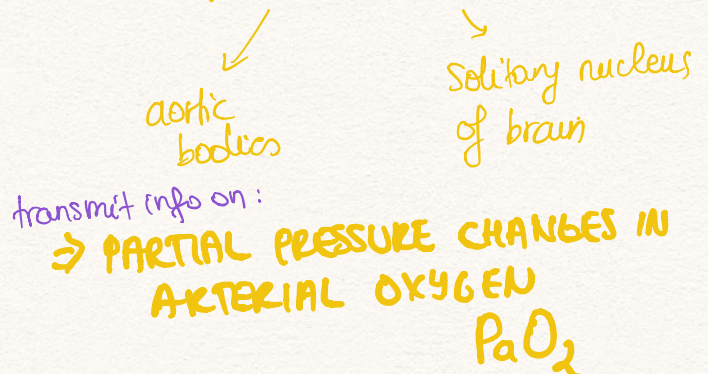 aortic
bodies
solitary nucleus
of brain
transmit info on:
⇒ PARTIAL PRESSURE CHANGES IN
ARTERIAL OXYGEN
PaO₂